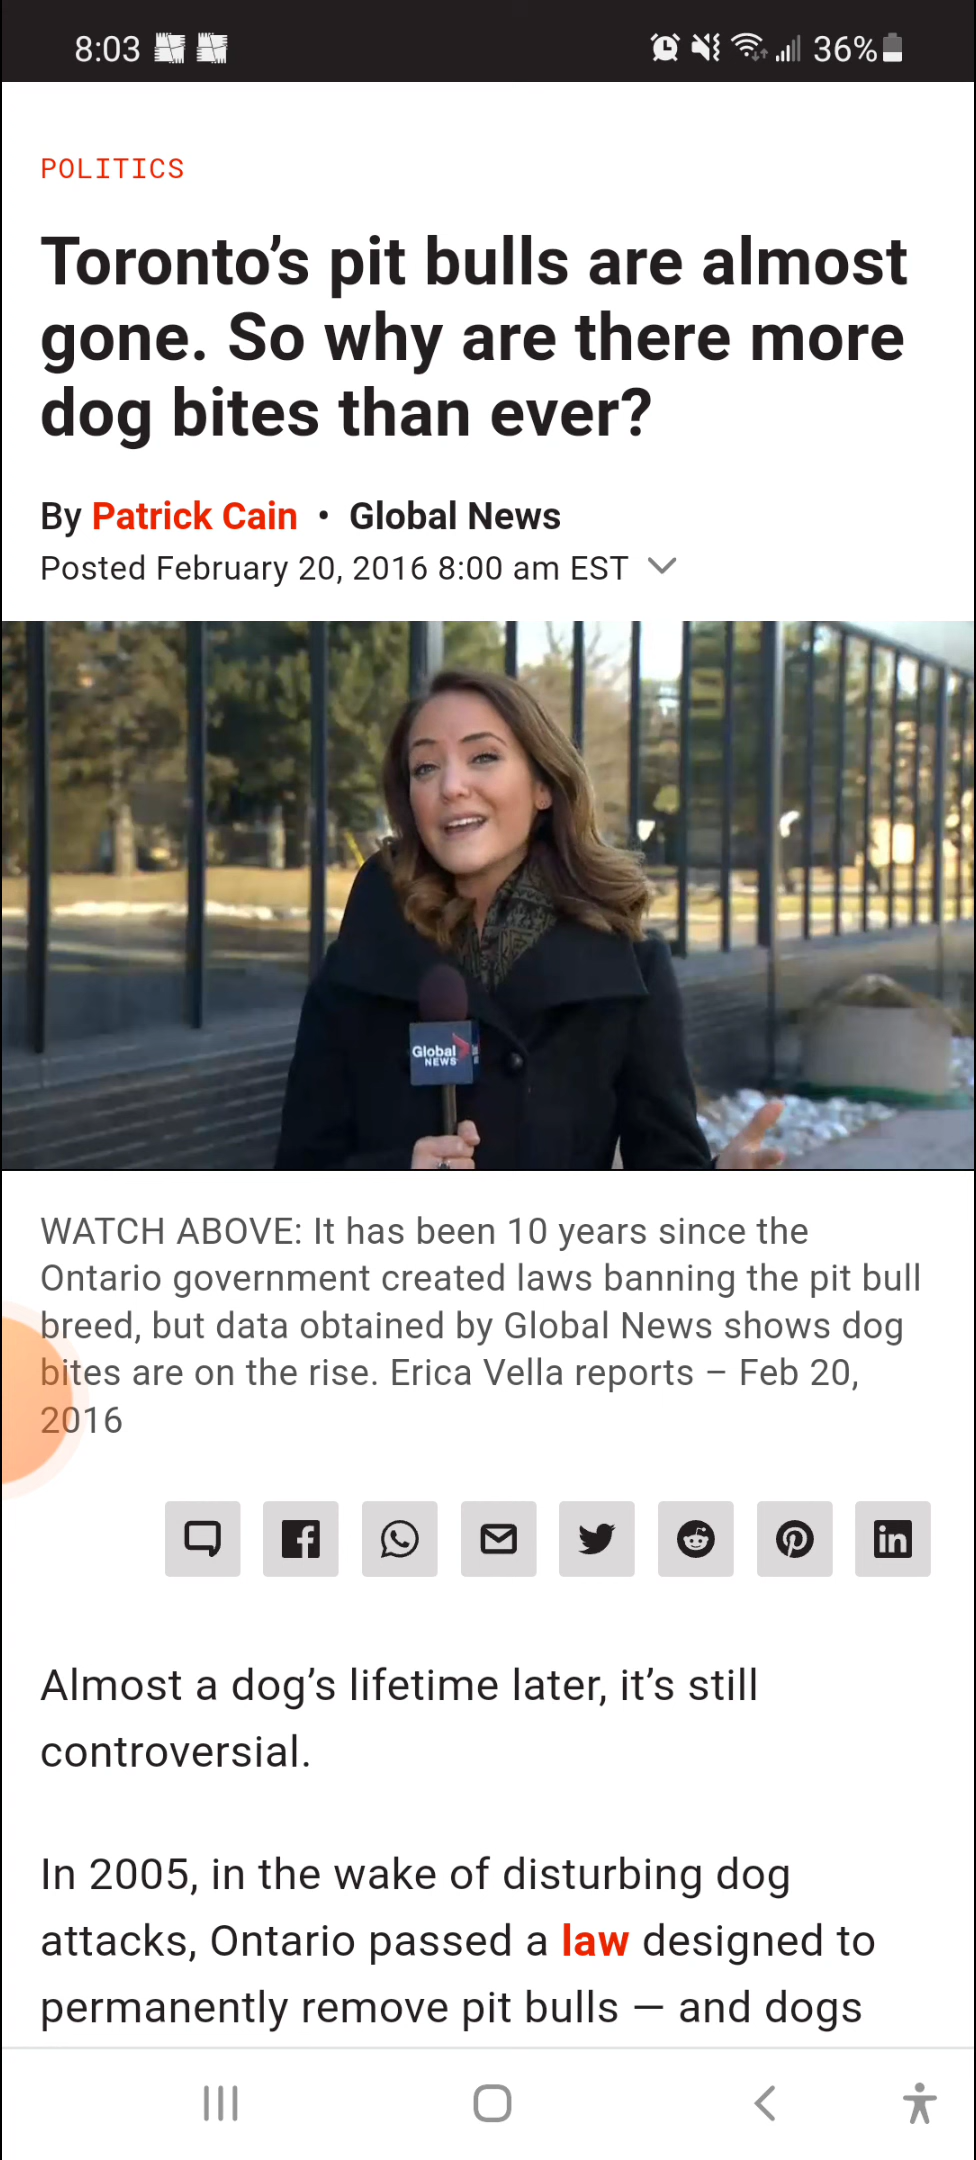 8:03 36%
POLITICS
Toronto’s pit bulls are almost
gone. So why are there more
dog bites than ever?
By Patrick Cain • Global News
Posted February 20, 2016 8:00 am EST
Global
NEWS
WATCH ABOVE: It has been 10 years since the
Ontario government created laws banning the pit bull
breed, but data obtained by Global News shows dog
bites are on the rise. Erica Vella reports – Feb 20,
2016
Almost a dog’s lifetime later, it’s still
controversial.
In 2005, in the wake of disturbing dog
attacks, Ontario passed a law designed to
permanently remove pit bulls — and dogs